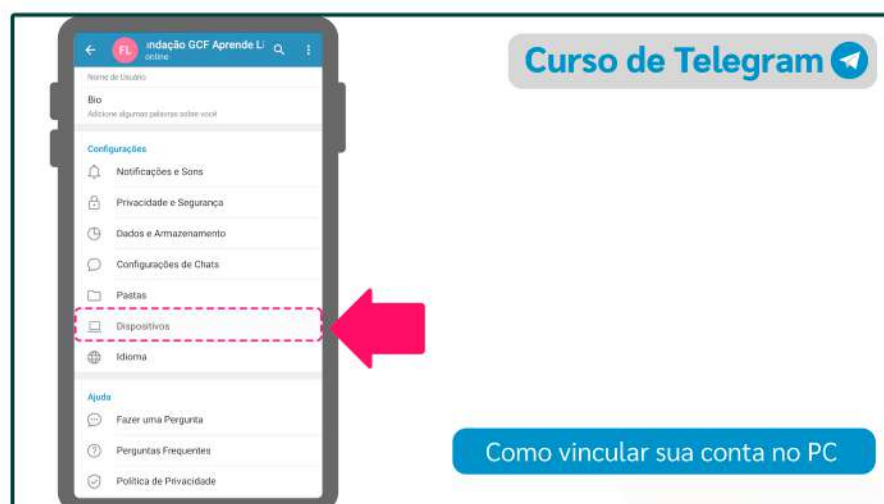 FL
ndação GCF Aprende Li
online
Nome de Usuário
Bio
Adicione algumas palavras sobre você
Configurações
Notificações e Sons
Privacidade e Segurança
Dados e Armazenamento
Configurações de Chats
Pastas
Dispositivos
Idioma
Ajuda
Fazer uma Pergunta
Perguntas Frequentes
Política de Privacidade
Curso de Telegram
Como vincular sua conta no PC